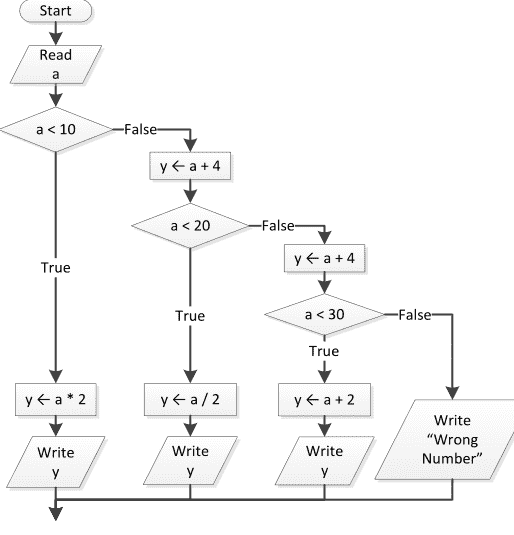 Start
Read
a
a < 10
False
y ← a + 4
a < 20
False
y ← a + 4
a < 30
False
True
True
True
y ← a * 2
y ← a / 2
y ← a + 2
Write
y
Write
y
Write
y
Write
“Wrong
Number”